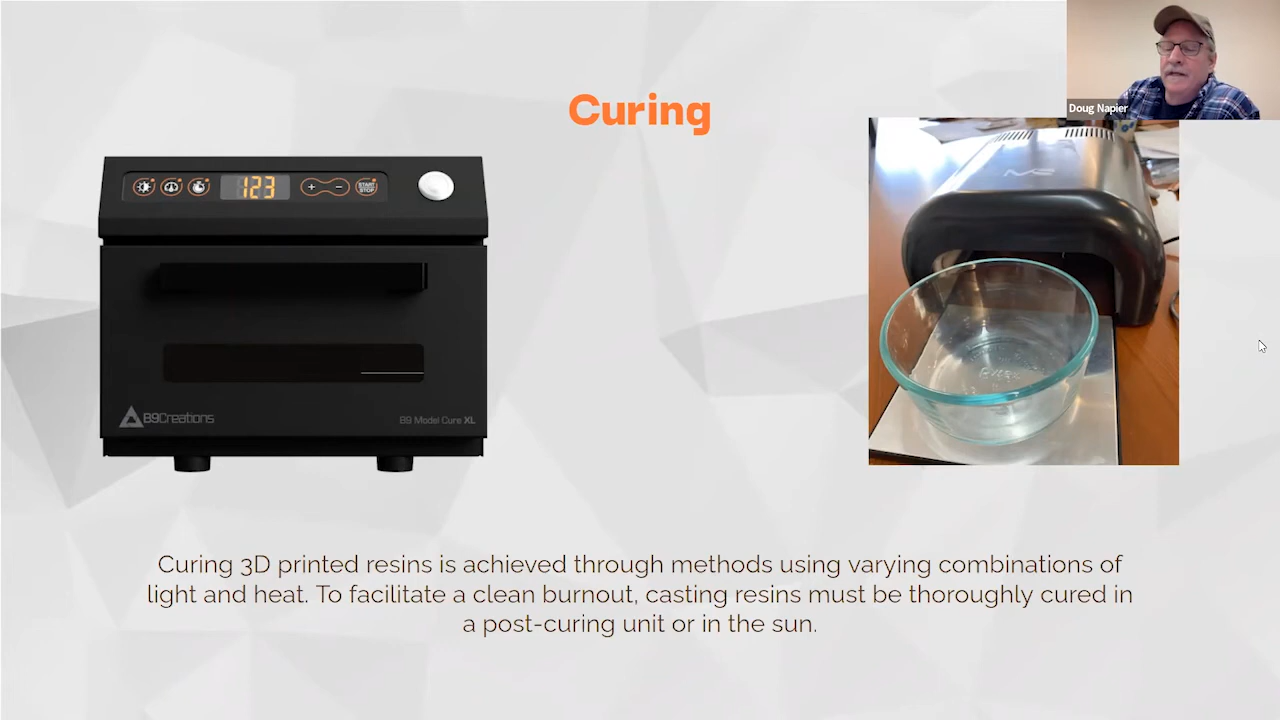 Doug Napier
Curing
123
START
STOP
B9Creations
B9 Model Cure XL
PYREX
Curing 3D printed resins is achieved through methods using varying combinations of
light and heat. To facilitate a clean burnout, casting resins must be thoroughly cured in
a post-curing unit or in the sun.